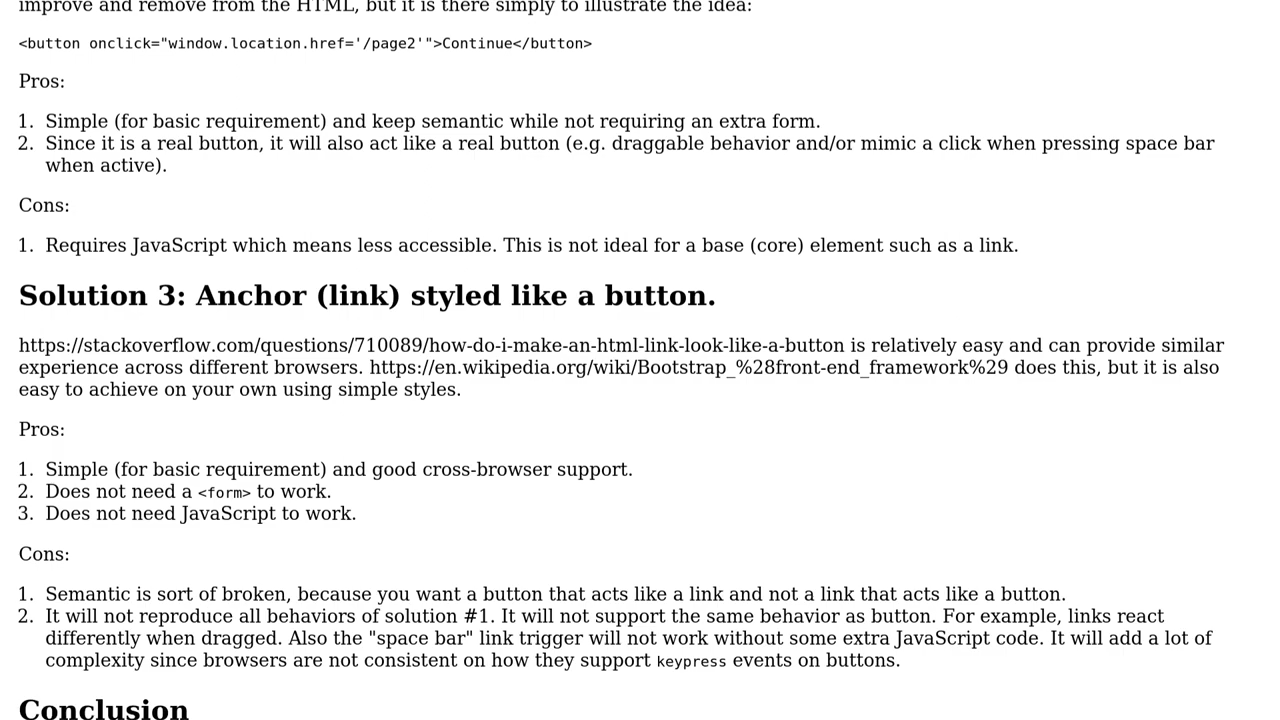 improve and remove from the HTML, but it is there simply to illustrate the idea:
<button onclick="window.location.href='/page2'">Continue</button>
Pros:
1. Simple (for basic requirement) and keep semantic while not requiring an extra form.
2. Since it is a real button, it will also act like a real button (e.g. draggable behavior and/or mimic a click when pressing space bar
when active).
Cons:
1. Requires JavaScript which means less accessible. This is not ideal for a base (core) element such as a link.
Solution 3: Anchor (link) styled like a button.
https://stackoverflow.com/questions/710089/how-do-i-make-an-html-link-look-like-a-button is relatively easy and can provide similar
experience across different browsers. https://en.wikipedia.org/wiki/Bootstrap_%28front-end_framework%29 does this, but it is also
easy to achieve on your own using simple styles.
Pros:
1. Simple (for basic requirement) and good cross-browser support.
2. Does not need a <form> to work.
3. Does not need JavaScript to work.
Cons:
1. Semantic is sort of broken, because you want a button that acts like a link and not a link that acts like a button.
2. It will not reproduce all behaviors of solution #1. It will not support the same behavior as button. For example, links react
differently when dragged. Also the "space bar" link trigger will not work without some extra JavaScript code. It will add a lot of
complexity since browsers are not consistent on how they support keypress events on buttons.
Conclusion